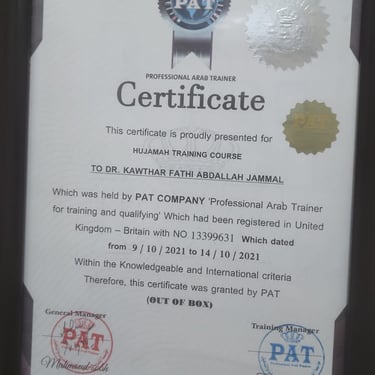 PAT
PROFESSIONAL ARAB TRAINER
Certificate
This certificate is proudly presented for
PAT
HUJAMAH TRAINING COURSE
TO DR. KAWTHAR FATHI ABDALLAH JAMMAL
Which was held by PAT COMPANY 'Professional Arab Trainer
for training and qualifying' Which had been registered in United
Kingdom – Britain with NO 13399631 Which dated
from 9 / 10 / 2021 to 14 / 10 / 2021
Within the Knowledgeable and International criteria
Therefore, this certificate was granted by PAT
(OUT OF BOX)
General Manager
Training Manager
PAT
PAT